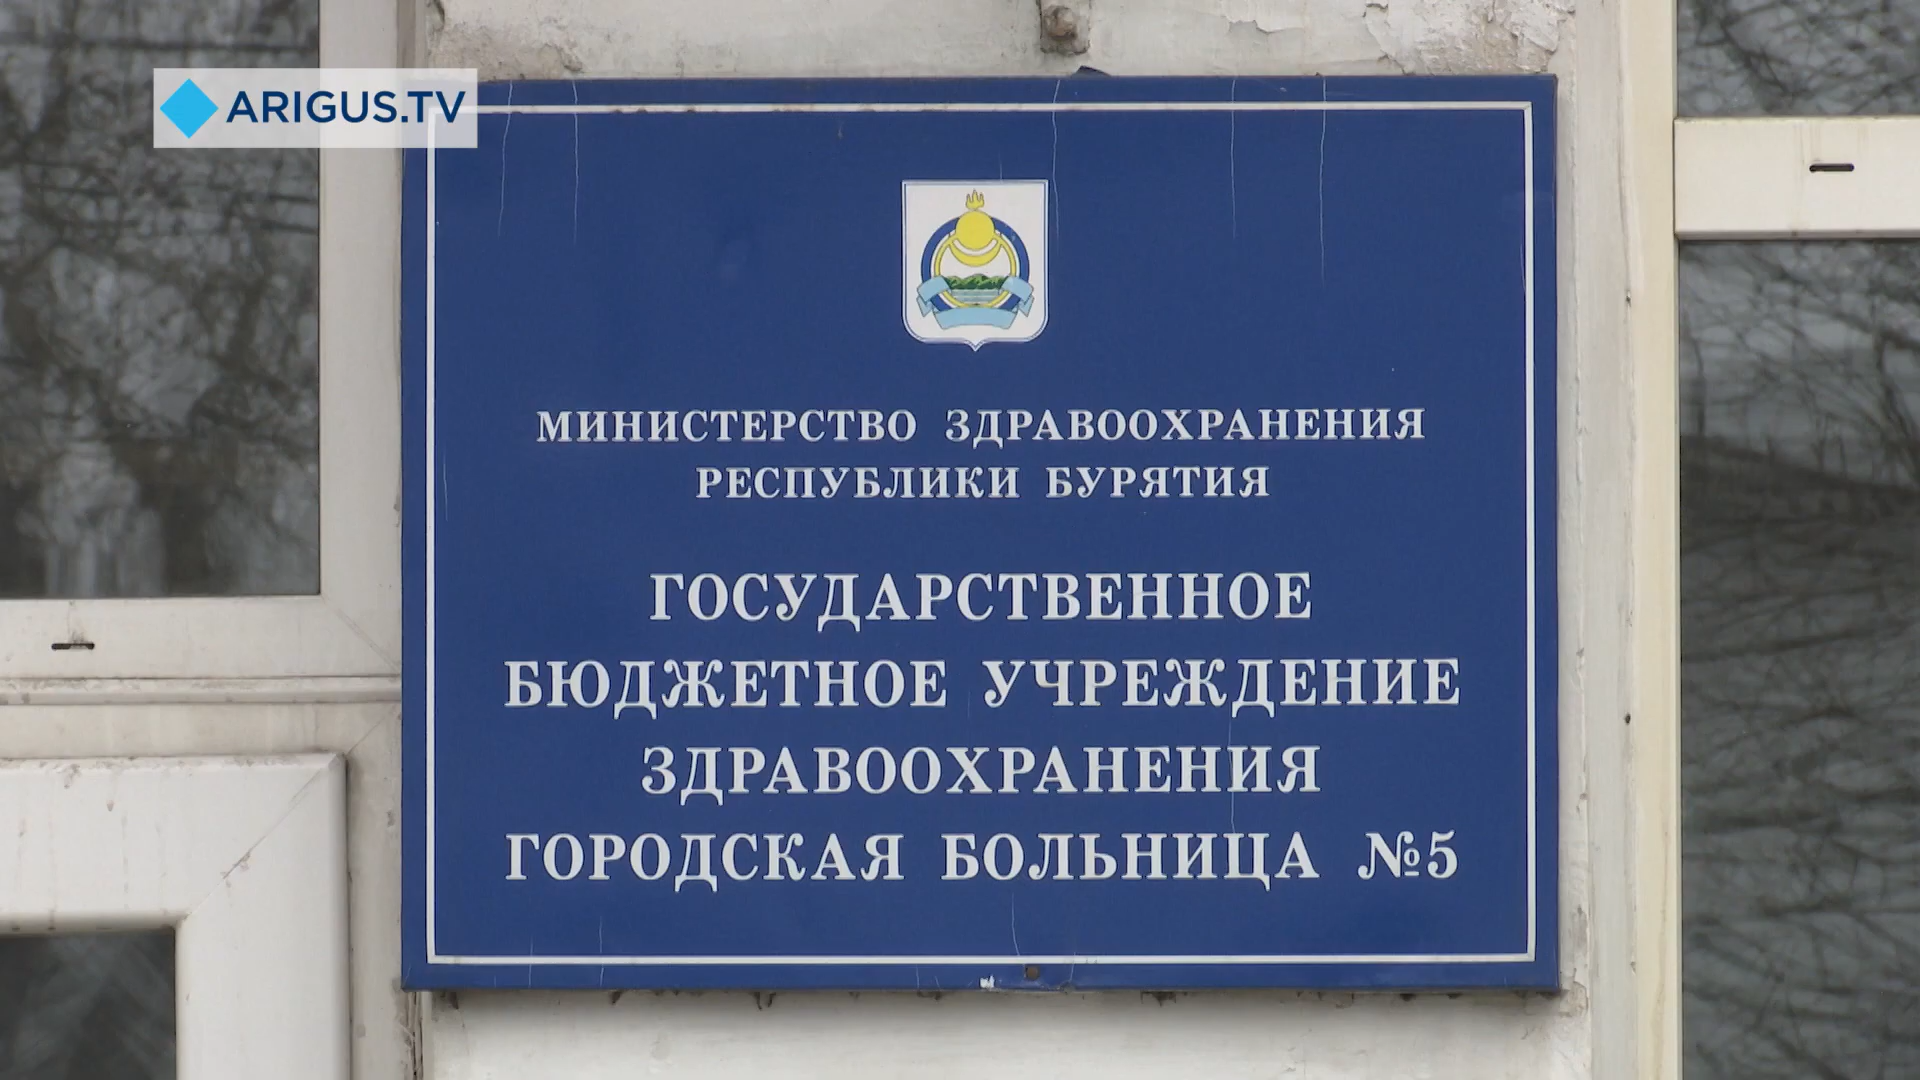 ARIGUS.TV
МИНИСТЕРСТВО ЗДРАВООХРАНЕНИЯ
РЕСПУБЛИКИ БУРЯТИЯ
ГОСУДАРСТВЕННОЕ
БЮДЖЕТНОЕ УЧРЕЖДЕНИЕ
ЗДРАВООХРАНЕНИЯ
ГОРОДСКАЯ БОЛЬНИЦА №5